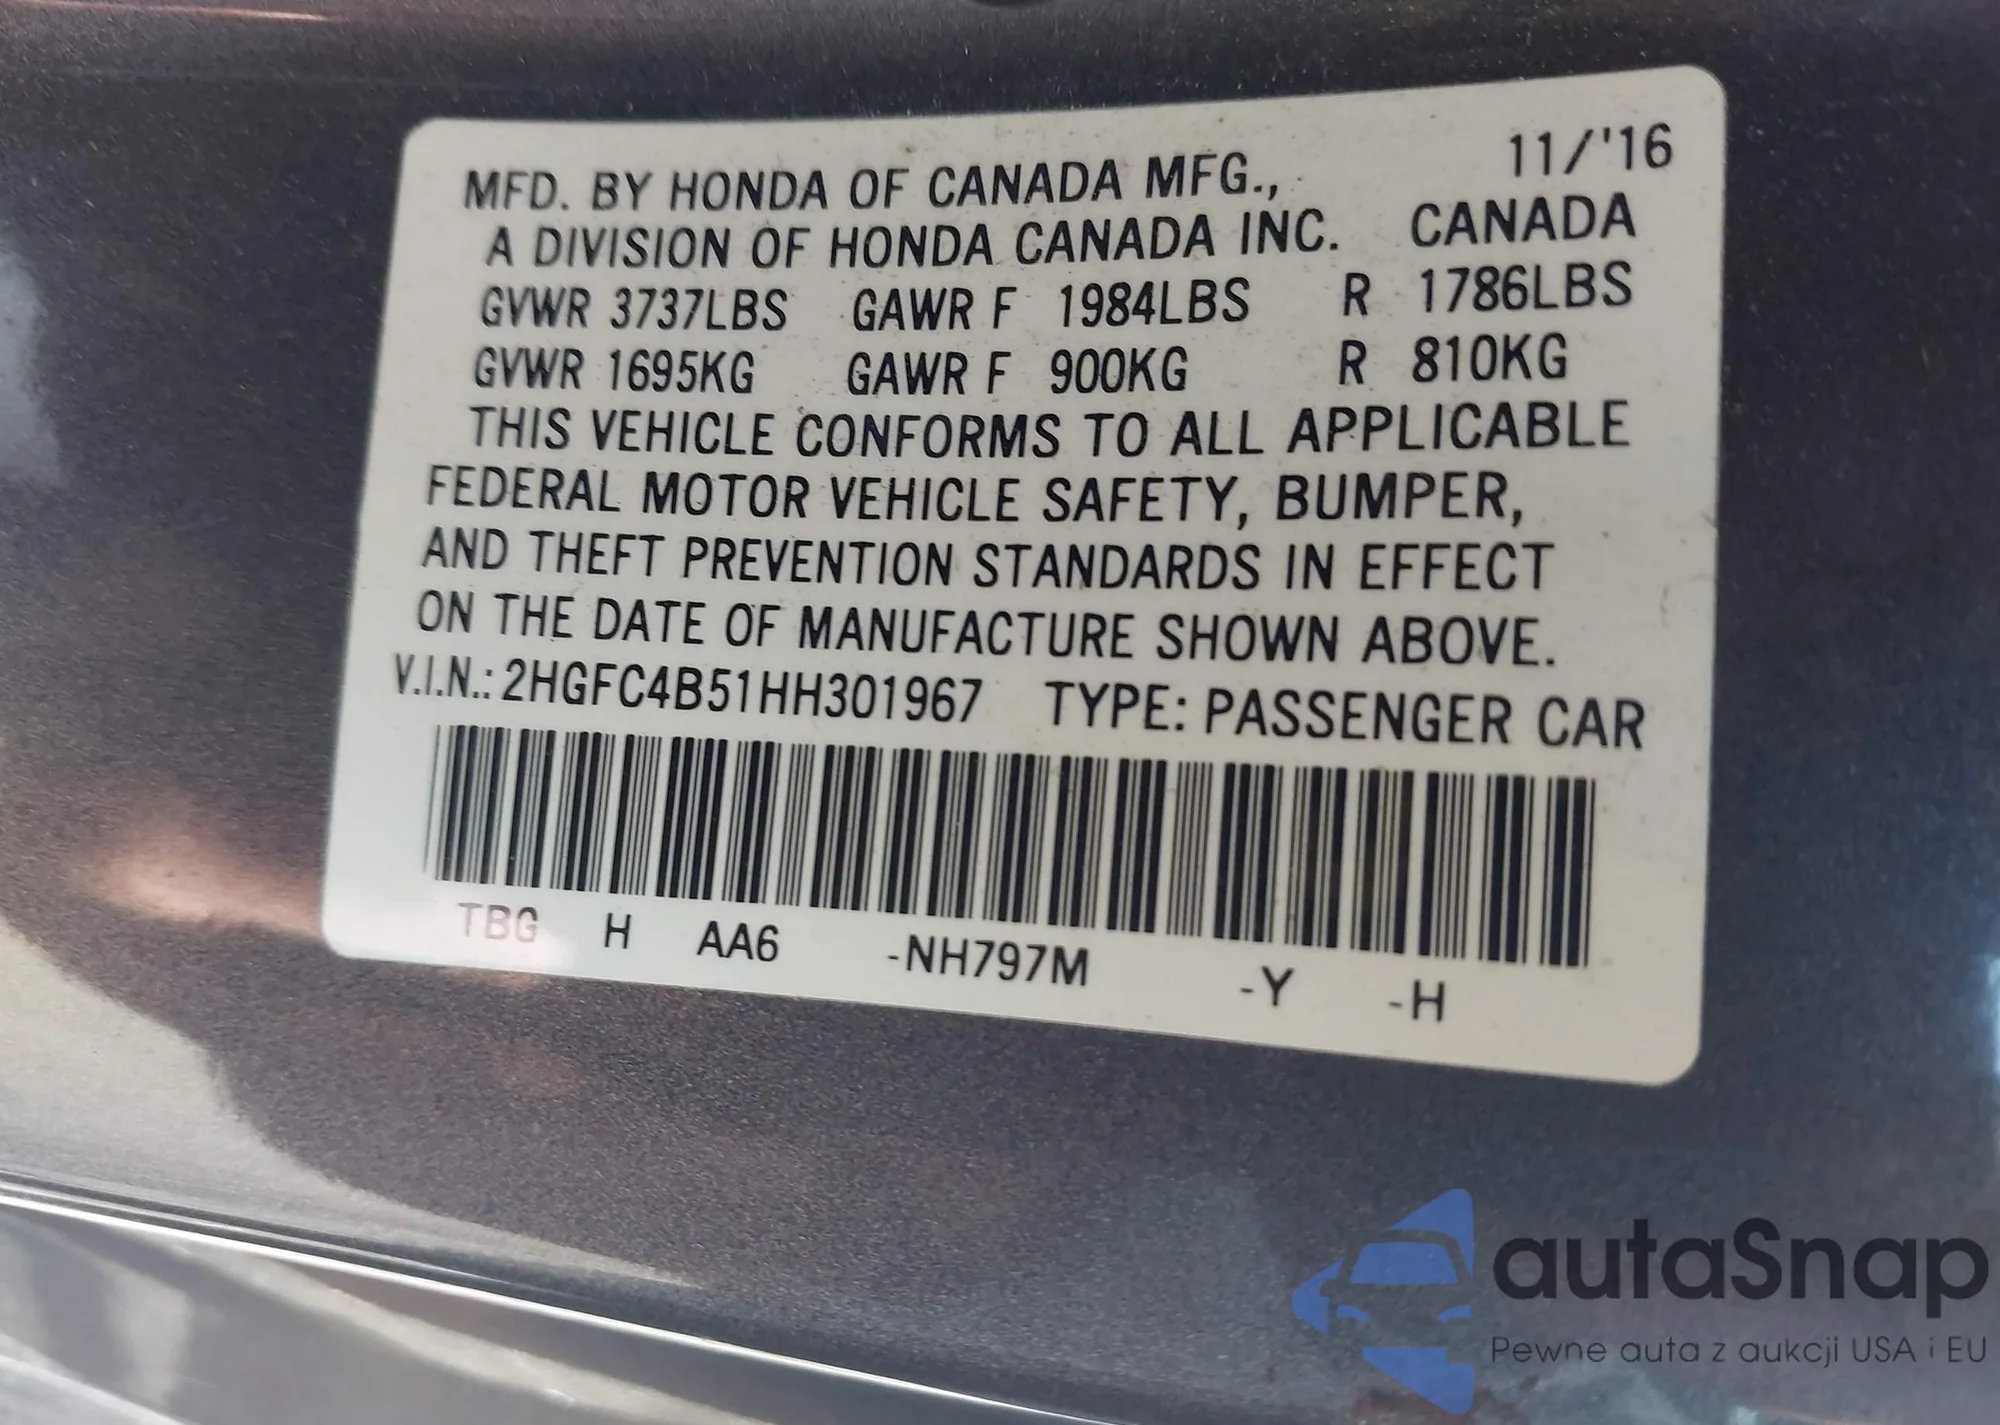 11/'16
MFD. BY HONDA OF CANADA MFG.,
A DIVISION OF HONDA CANADA INC. CANADA
GVWR 3737LBS GAWR F 1984LBS R 1786LBS
GVWR 1695KG GAWR F 900KG R 810KG
THIS VEHICLE CONFORMS TO ALL APPLICABLE
FEDERAL MOTOR VEHICLE SAFETY, BUMPER,
AND THEFT PREVENTION STANDARDS IN EFFECT
ON THE DATE OF MANUFACTURE SHOWN ABOVE.
V.I.N.: 2HGFC4B51HH301967 TYPE: PASSENGER CAR
TBG H AA6 -NH797M -Y -H
autaSnap
Pewne auta z aukcji USA i EU